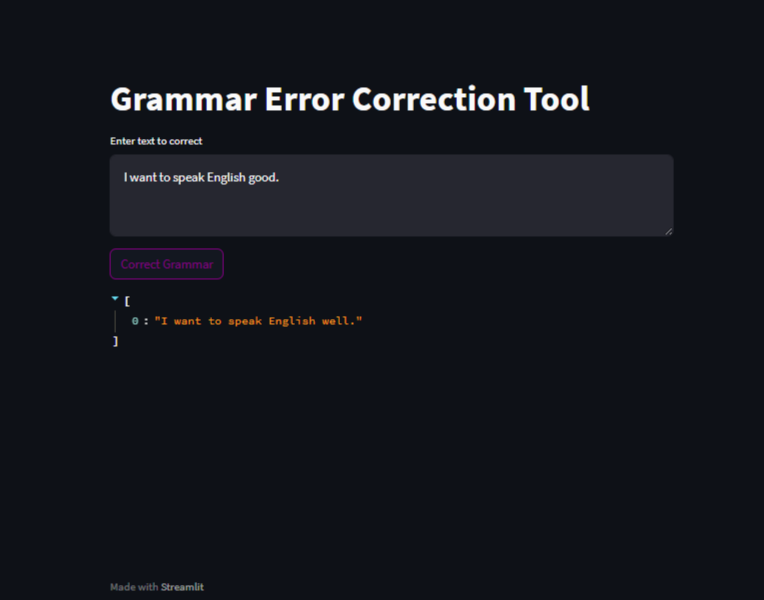 Grammar Error Correction Tool
Enter text to correct
I want to speak English good.
Correct Grammar
[
0 : "I want to speak English well."
]
Made with Streamlit